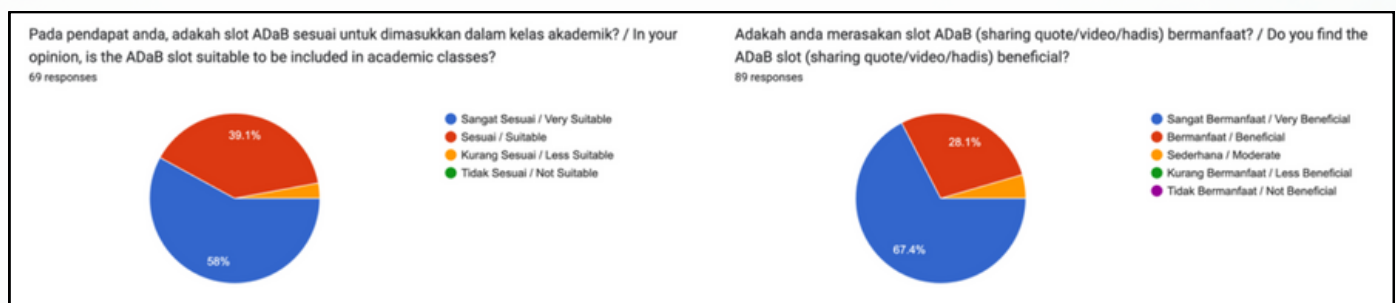 Pada pendapat anda, adakah slot ADaB sesuai untuk dimasukkan dalam kelas akademik? / In your
opinion, is the ADaB slot suitable to be included in academic classes?
69 responses
39.1%
58%
Sangat Sesuai / Very Suitable
Sesuai / Suitable
Kurang Sesuai / Less Suitable
Tidak Sesuai / Not Suitable
Adakah anda merasakan slot ADaB (sharing quote/video/hadis) bermanfaat? / Do you find the
ADaB slot (sharing quote/video/hadis) beneficial?
89 responses
28.1%
67.4%
Sangat Bermanfaat / Very Beneficial
Bermanfaat / Beneficial
Sederhana / Moderate
Kurang Bermanfaat / Less Beneficial
Tidak Bermanfaat / Not Beneficial